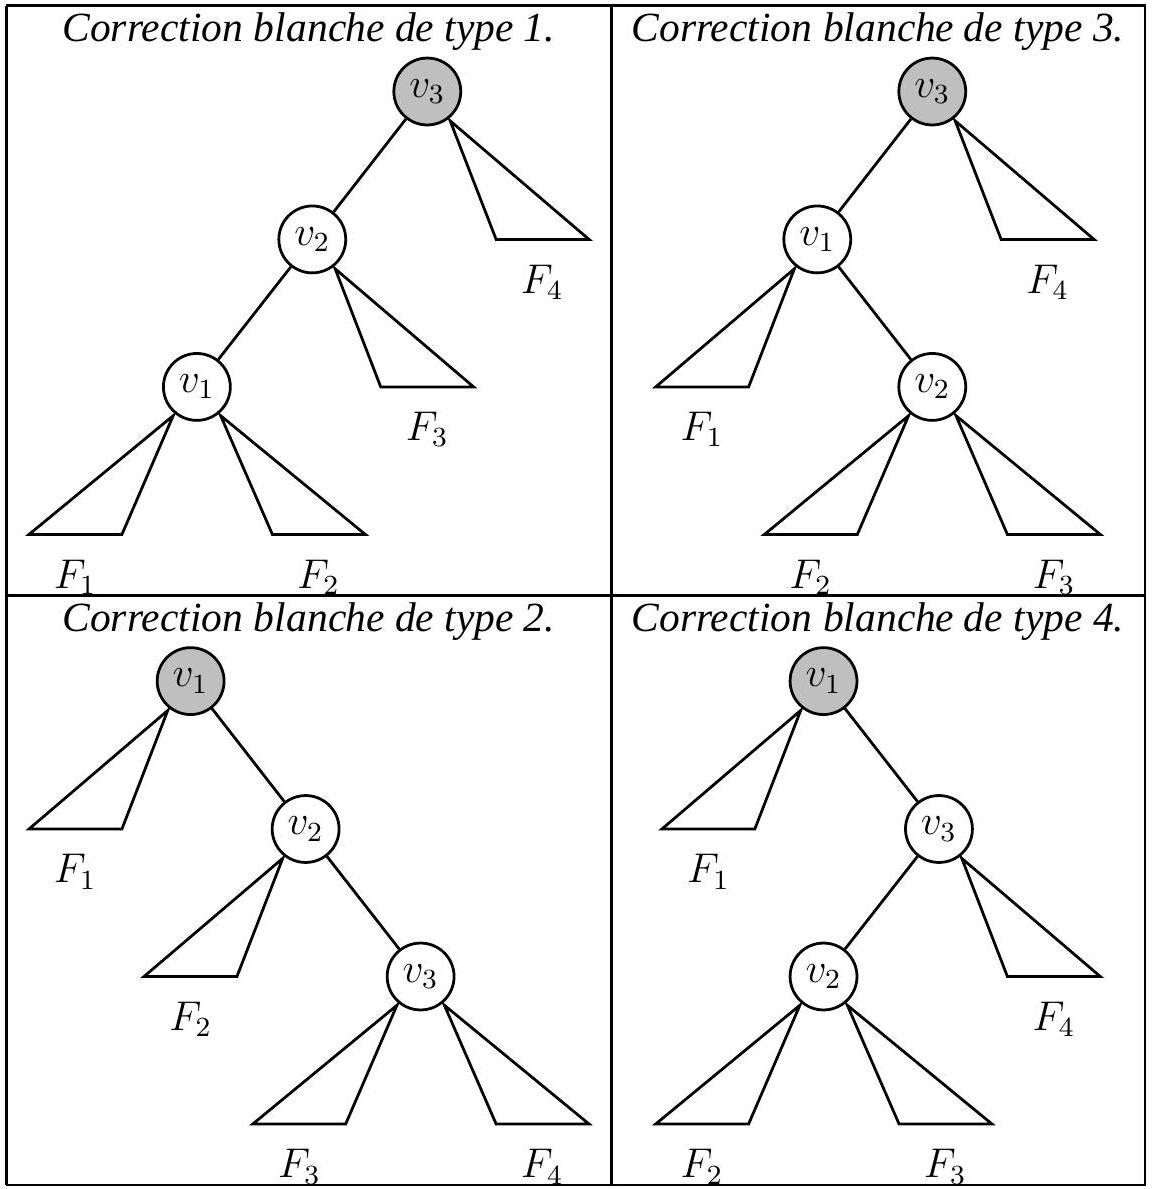 Correction blanche de type 1.
v3
v2
F4
v1
F3
F1 F2
Correction blanche de type 3.
v3
v1
F4
v2
F1
F2 F3
Correction blanche de type 2.
v1
v2
F1
v3
F2
F3 F4
Correction blanche de type 4.
v1
v3
F1
v2
F4
F2 F3